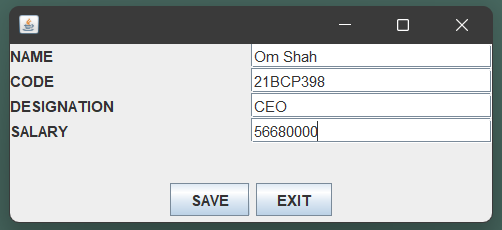 NAME Om Shah
CODE 21BCP398
DESIGNATION CEO
SALARY 56680000
SAVE EXIT